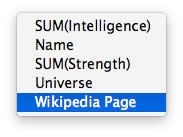 SUM(Intelligence)
Name
SUM(Strength)
Universe
Wikipedia Page